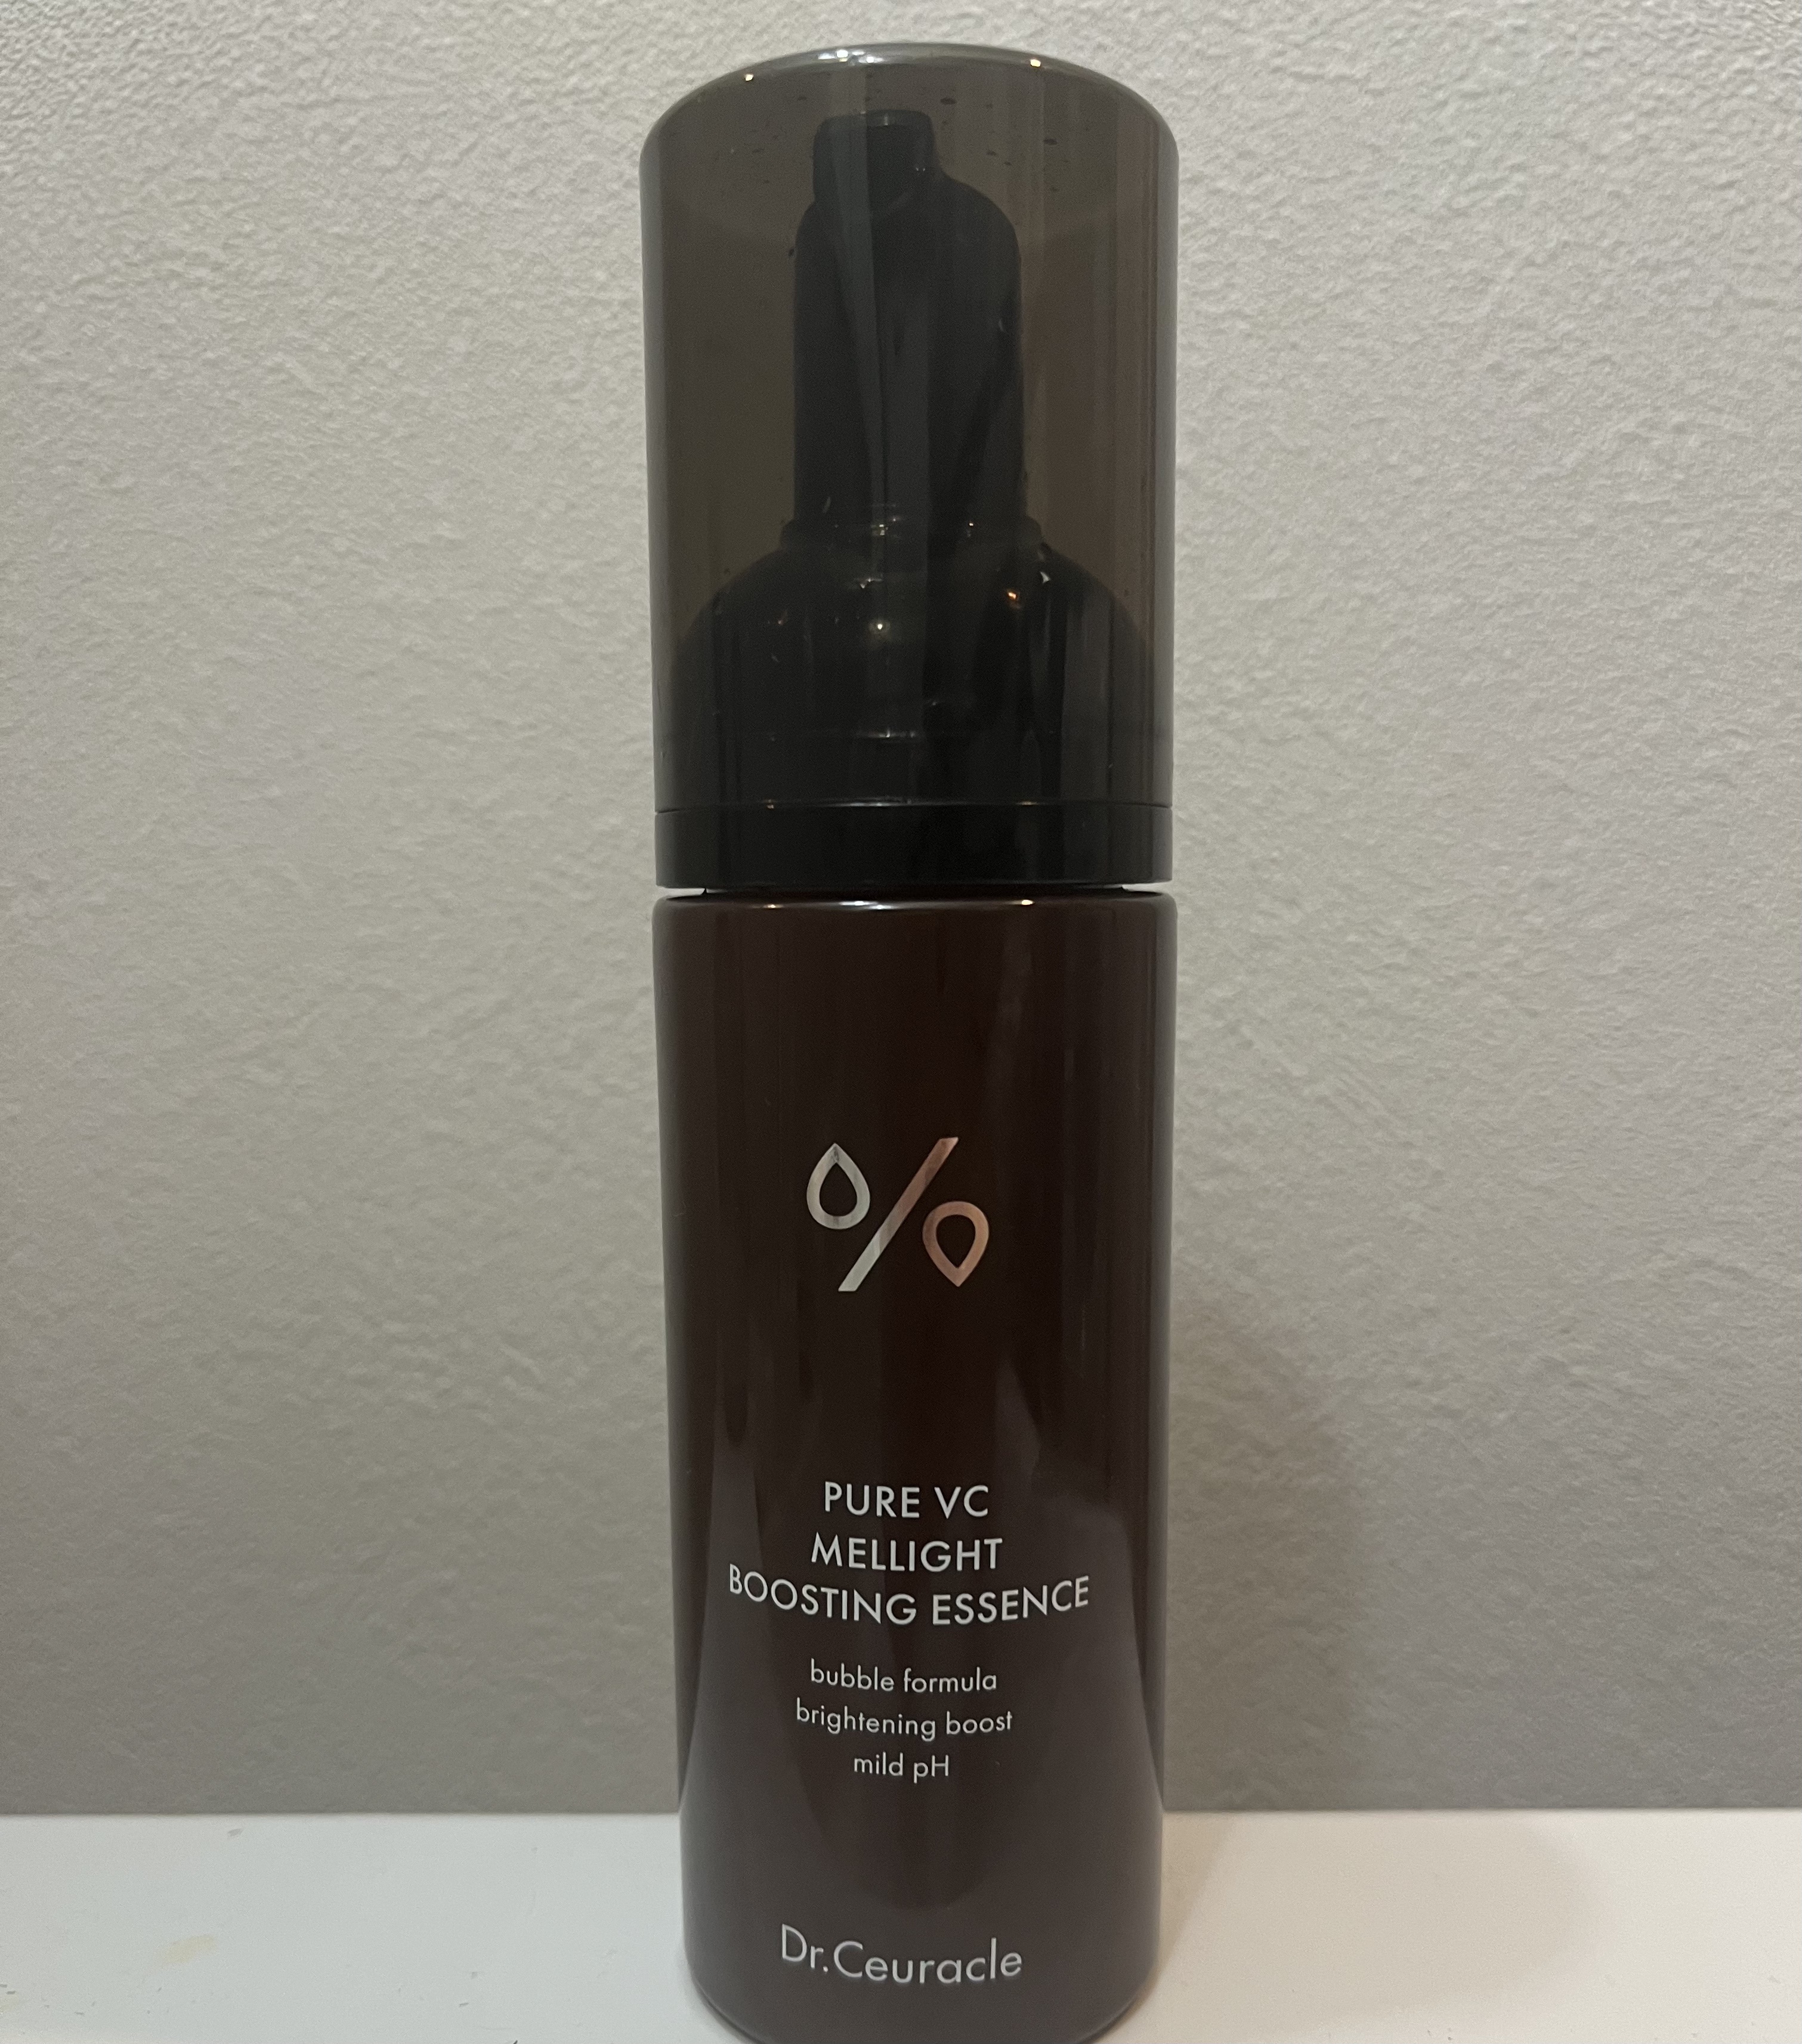 %
PURE VC
MELLIGHT
BOOSTING ESSENCE
bubble formula
brightening boost
mild pH
Dr.Ceuracle